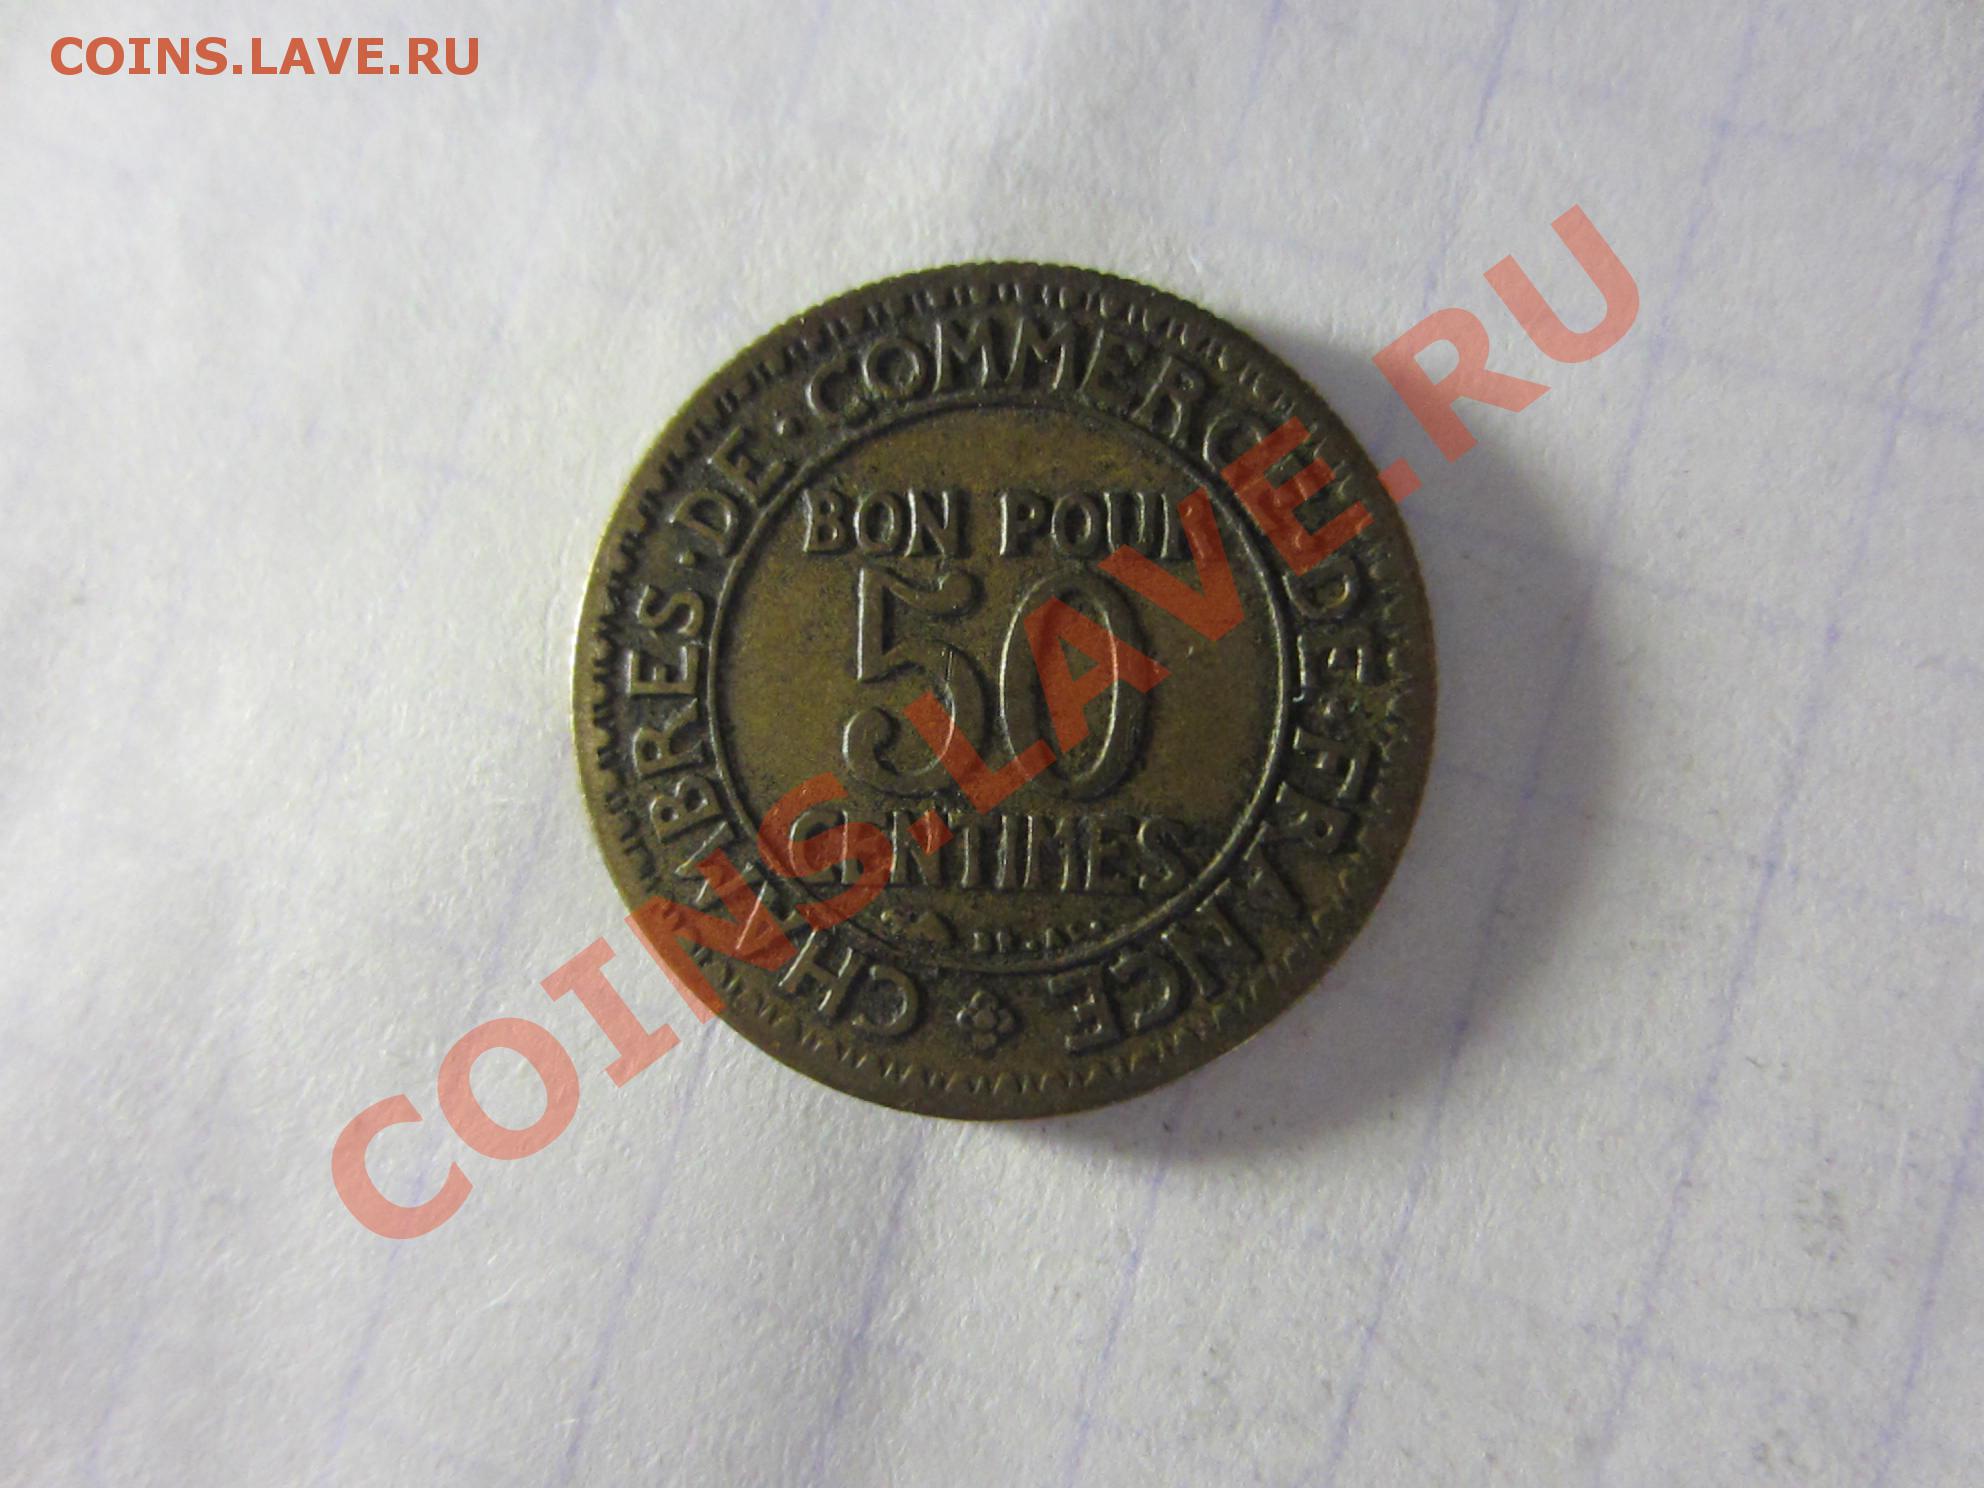 COINS.LAVE.RU
CHAMBRES · DE · COMMERCE · DE · FRANCE
BON POUR
50
CENTIMES
COINS.LAVE.RU